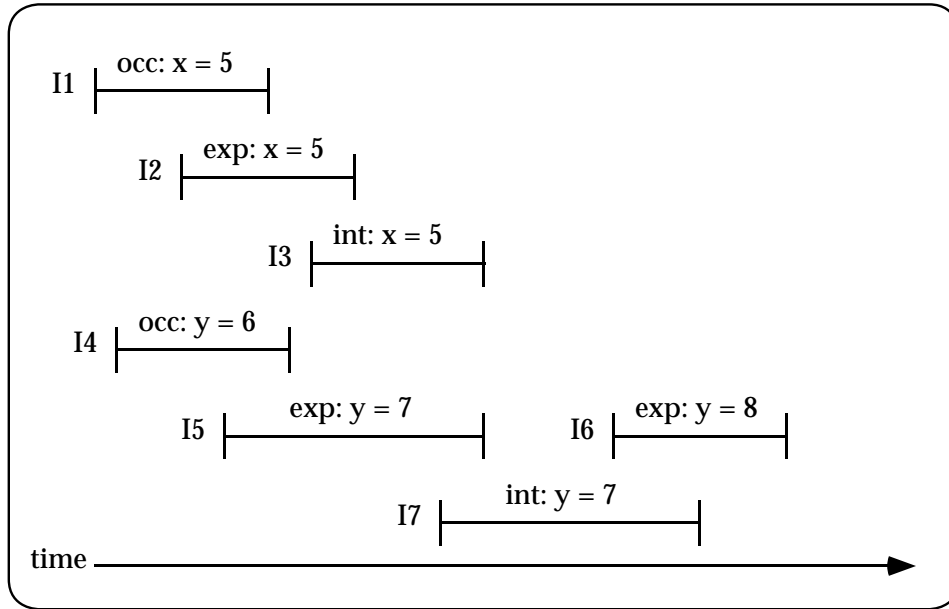 occ: x = 5
I1
exp: x = 5
I2
int: x = 5
I3
occ: y = 6
I4
exp: y = 7
I5
exp: y = 8
I6
int: y = 7
I7
time